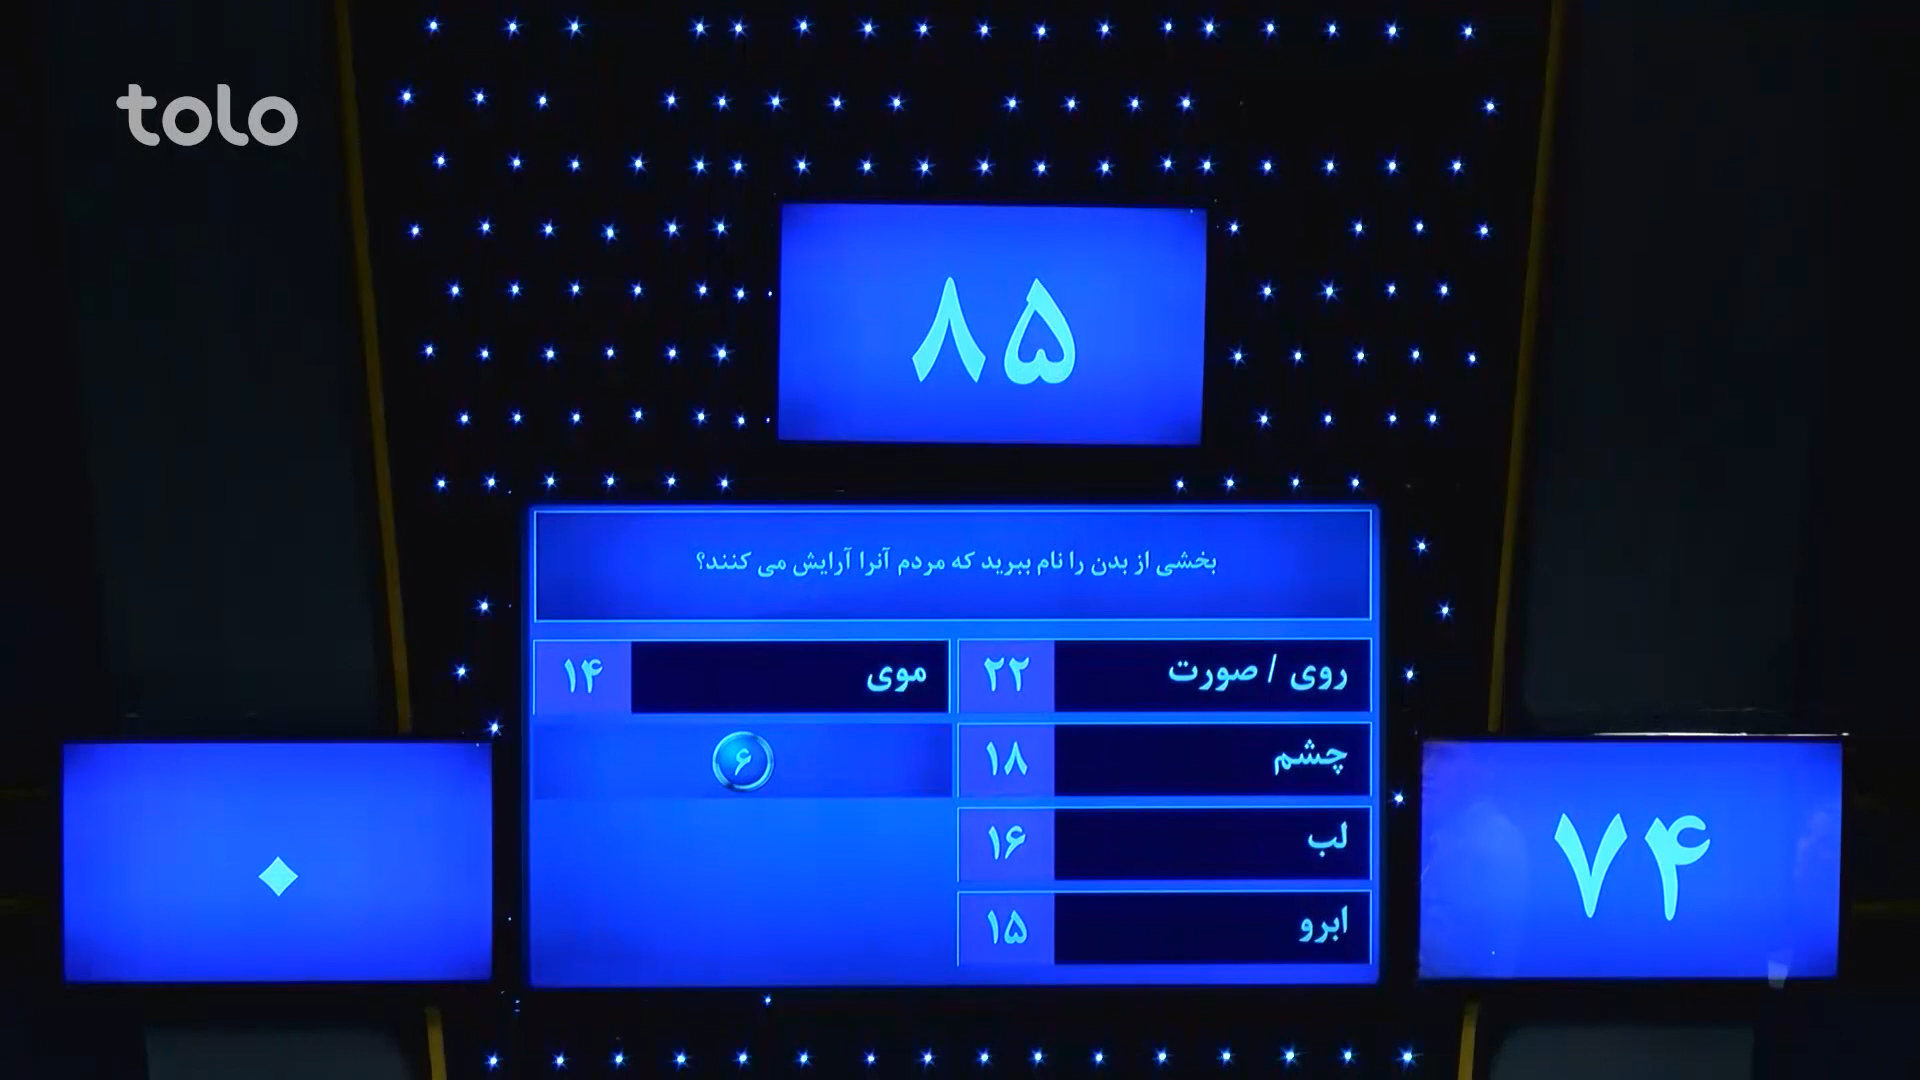 tolo
۸۵
بخشی از بدن را نام ببرید که مردم آنرا آرایش می کنند؟
روی / صورت ۲۲
چشم ۱۸
لب ۱۶
ابرو ۱۵
موی ۱۴
۶
۷۴
۰